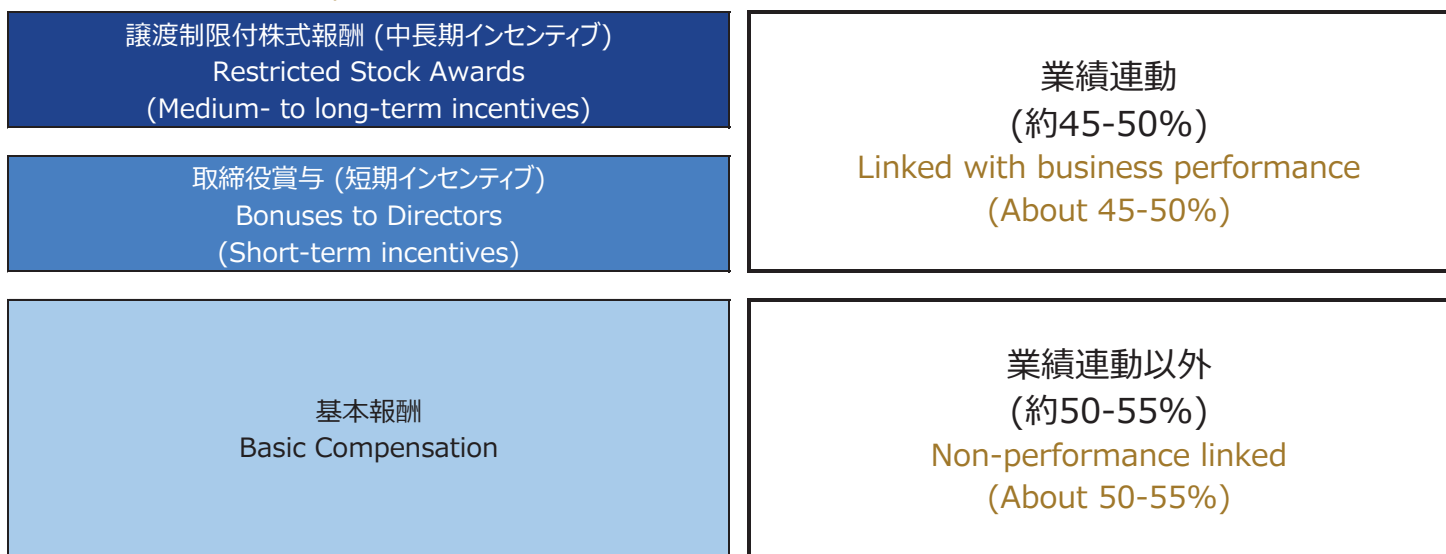 譲渡制限付株式報酬 (中長期インセンティブ)
Restricted Stock Awards
(Medium- to long-term incentives)
取締役賞与 (短期インセンティブ)
Bonuses to Directors
(Short-term incentives)
業績連動
(約45-50%)
Linked with business performance
(About 45-50%)
基本報酬
Basic Compensation
業績連動以外
(約50-55%)
Non-performance linked
(About 50-55%)